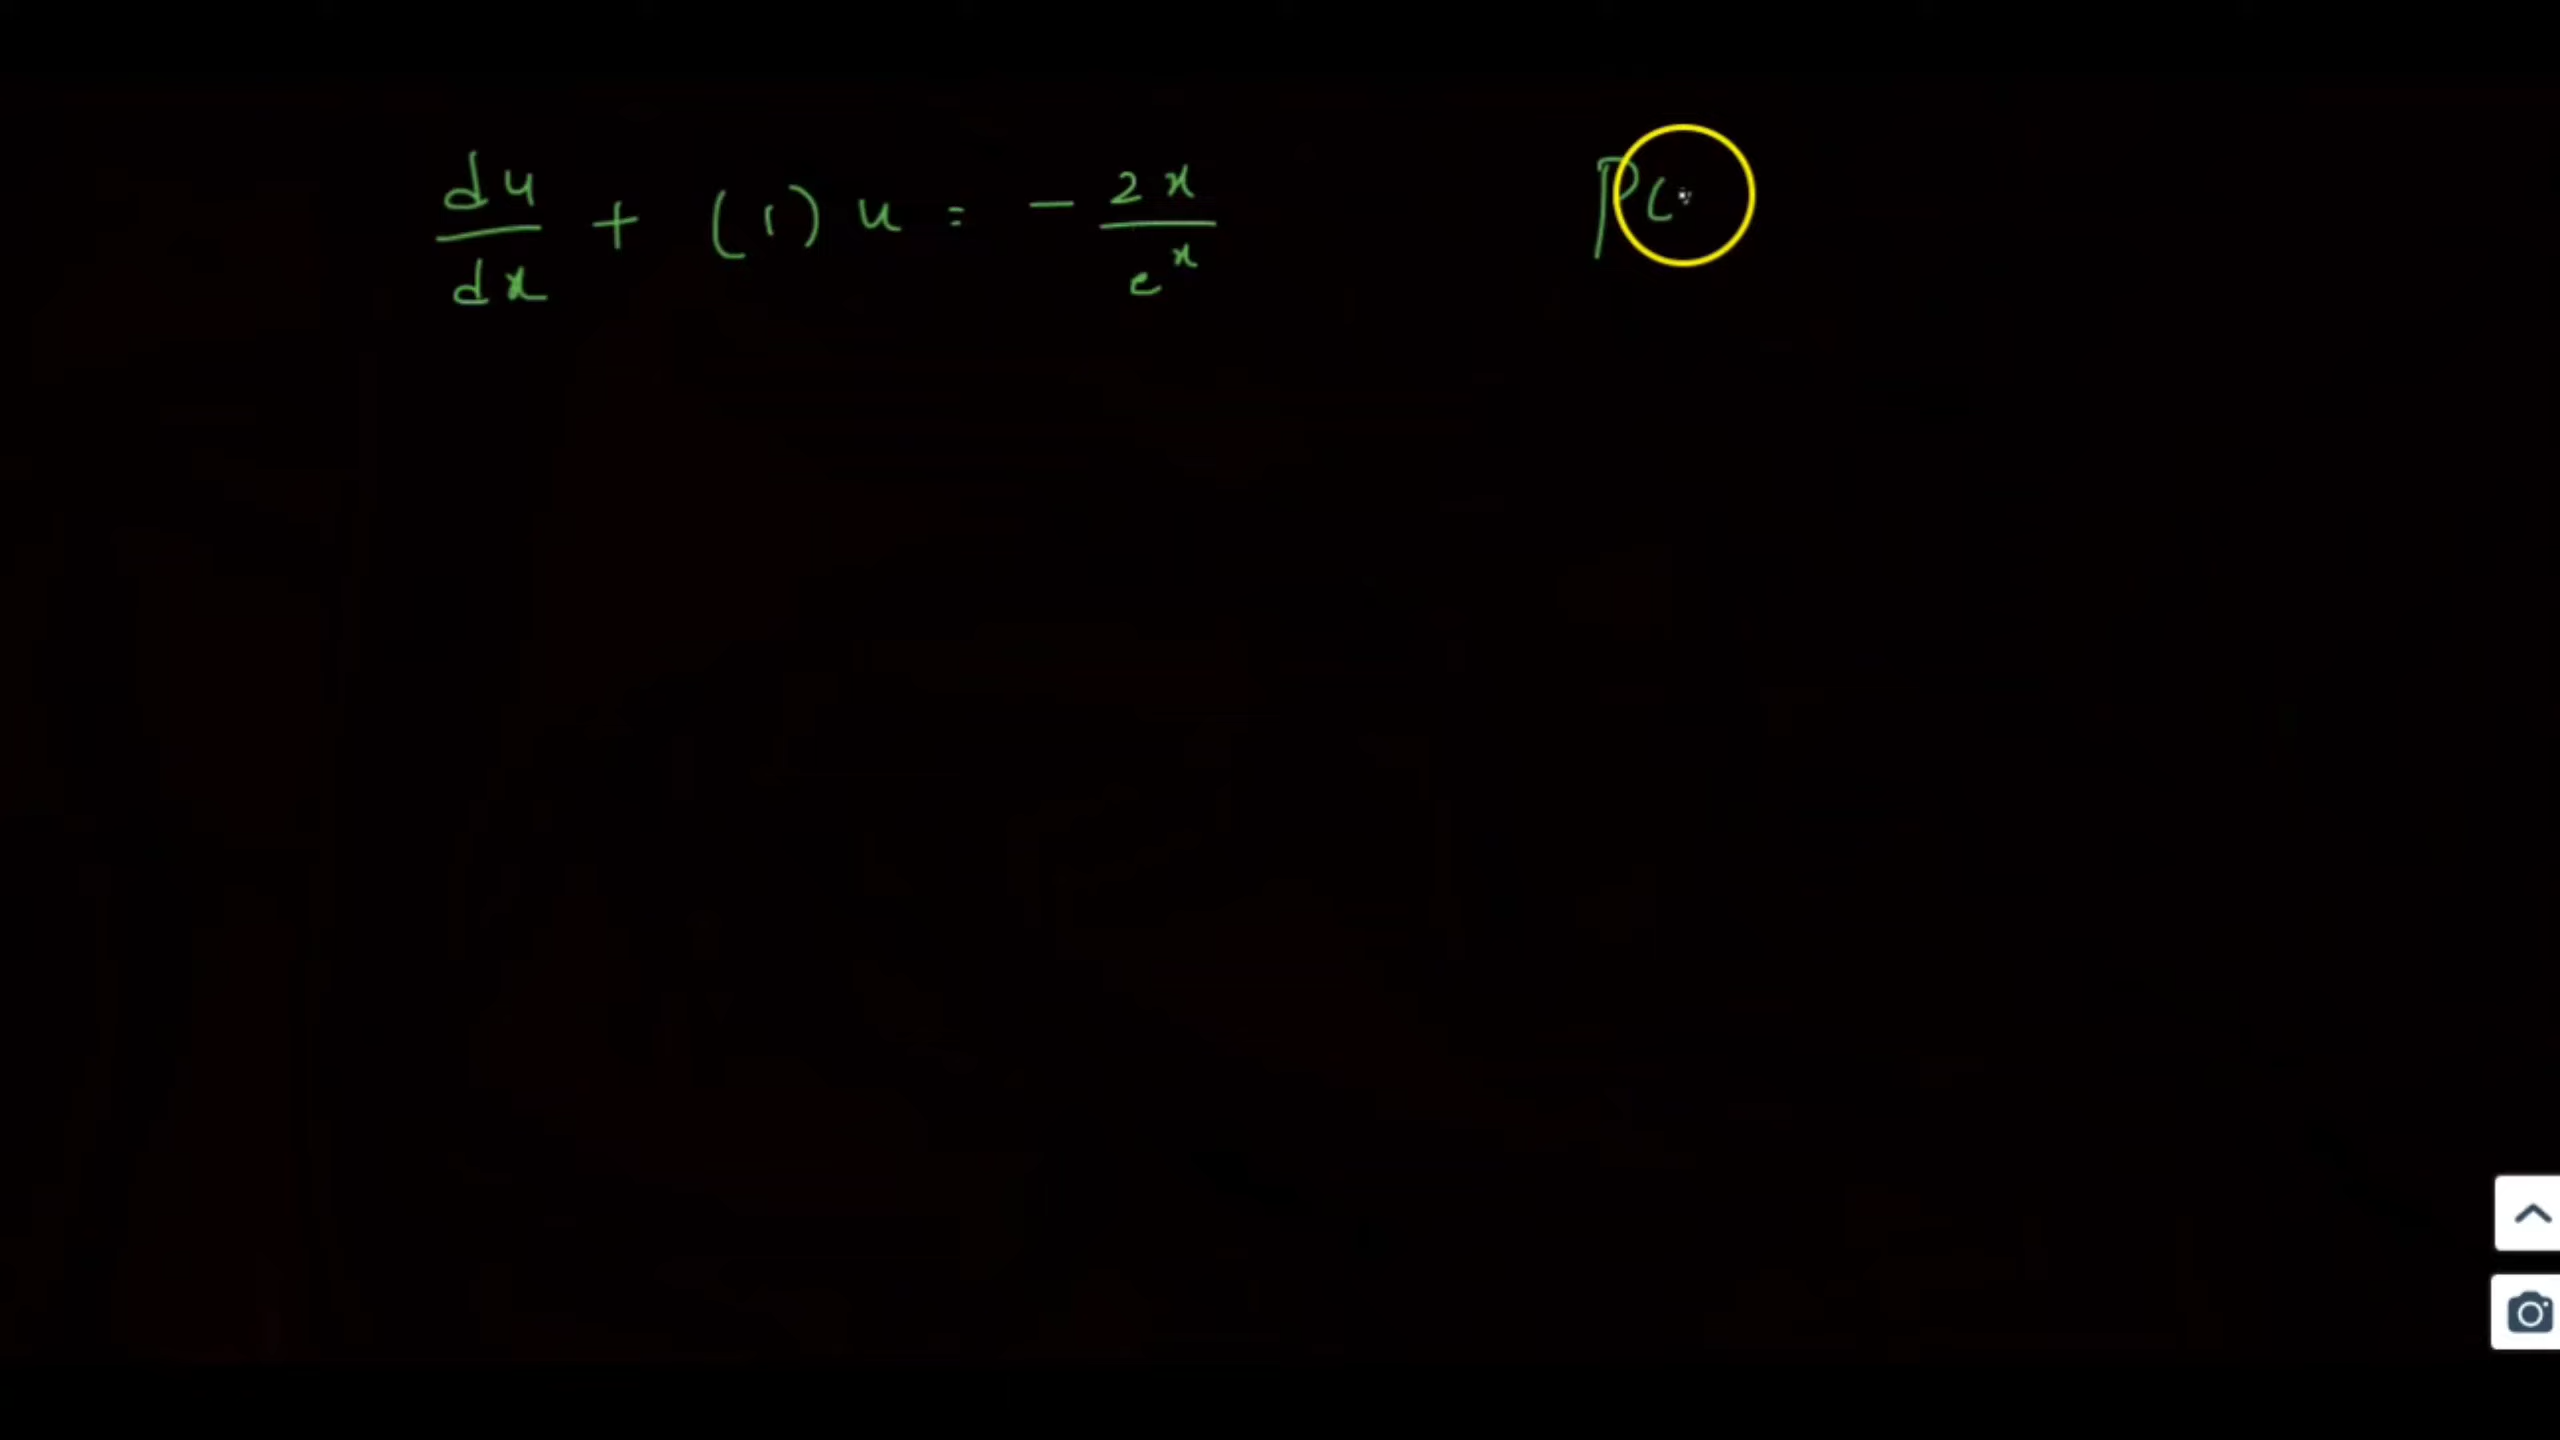 du/dx + (1) u = - 2x/e^x
P(